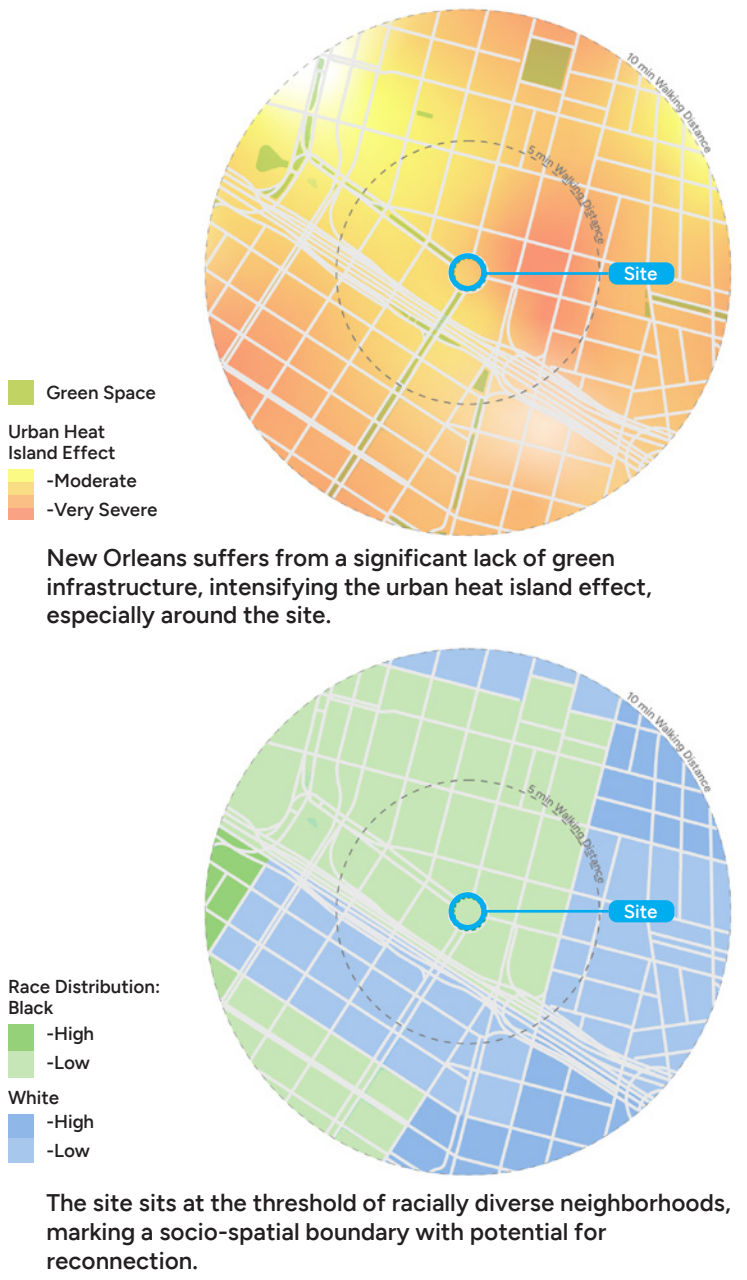 10 min Walking Distance
5 min Walking Distance
Site
Green Space
Urban Heat
Island Effect
-Moderate
-Very Severe
New Orleans suffers from a significant lack of green
infrastructure, intensifying the urban heat island effect,
especially around the site.
10 min Walking Distance
5 min Walking Distance
Site
Race Distribution:
Black
-High
-Low
White
-High
-Low
The site sits at the threshold of racially diverse neighborhoods,
marking a socio-spatial boundary with potential for
reconnection.